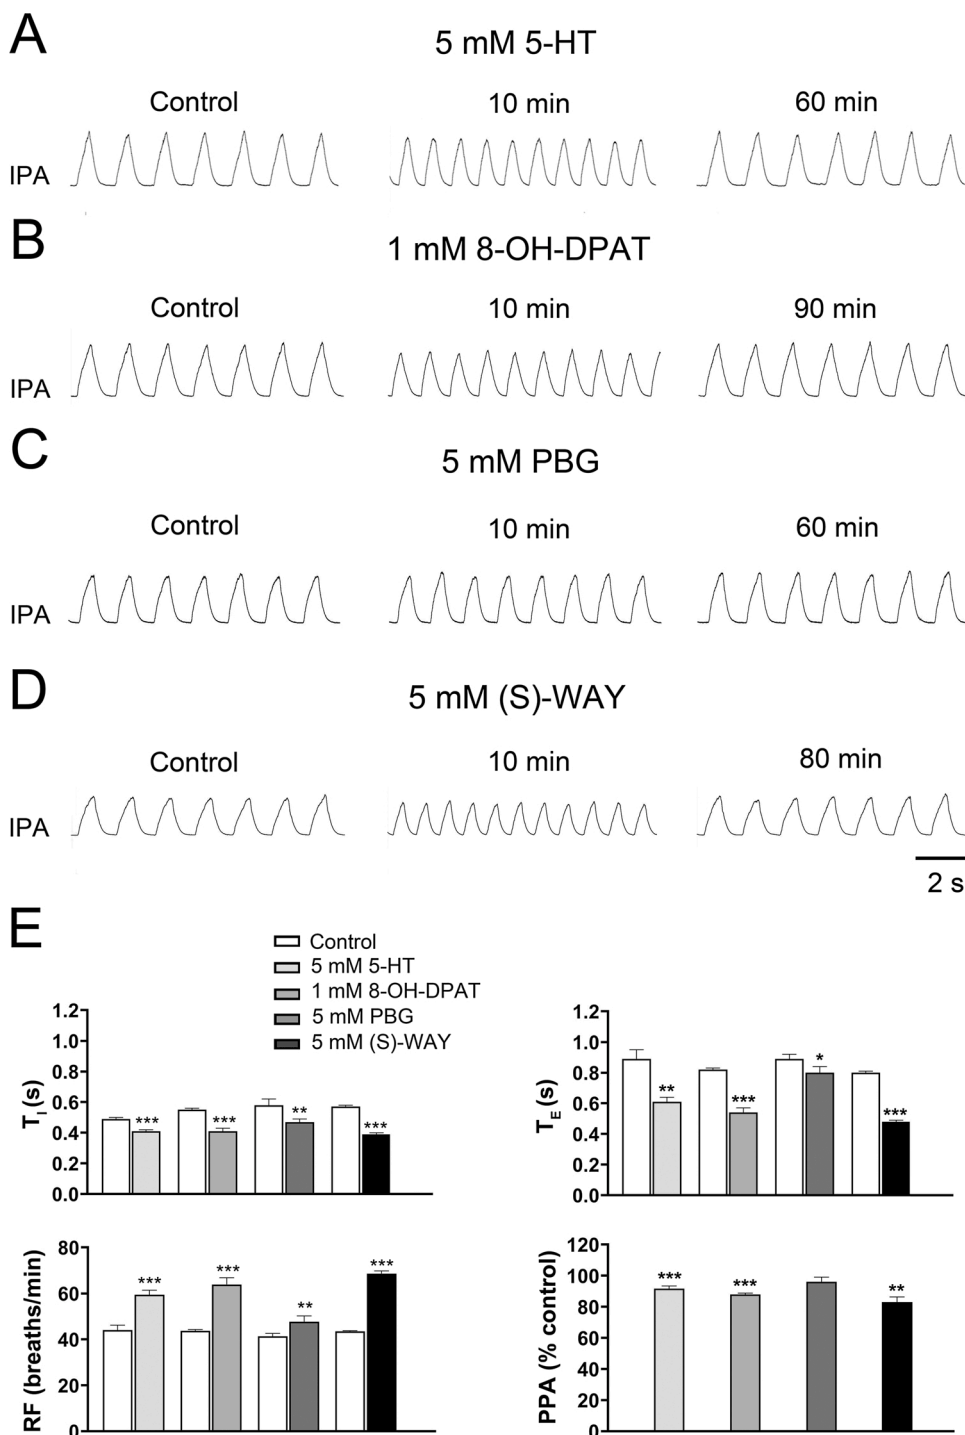 A
5 mM 5-HT
Control 10 min 60 min
IPA
B
1 mM 8-OH-DPAT
Control 10 min 90 min
IPA
C
5 mM PBG
Control 10 min 60 min
IPA
D
5 mM (S)-WAY
Control 10 min 80 min
IPA
2 s
E
Control
5 mM 5-HT
1 mM 8-OH-DPAT
5 mM PBG
5 mM (S)-WAY
T_I (s)
1.2
1.0
0.8
0.6
0.4
0.2
0.0
*** *** ** ***
T_E (s)
1.2
1.0
0.8
0.6
0.4
0.2
0.0
** *** * ***
RF (breaths/min)
80
60
40
20
0
*** *** ** ***
PPA (% control)
120
100
80
60
40
20
0
*** *** **